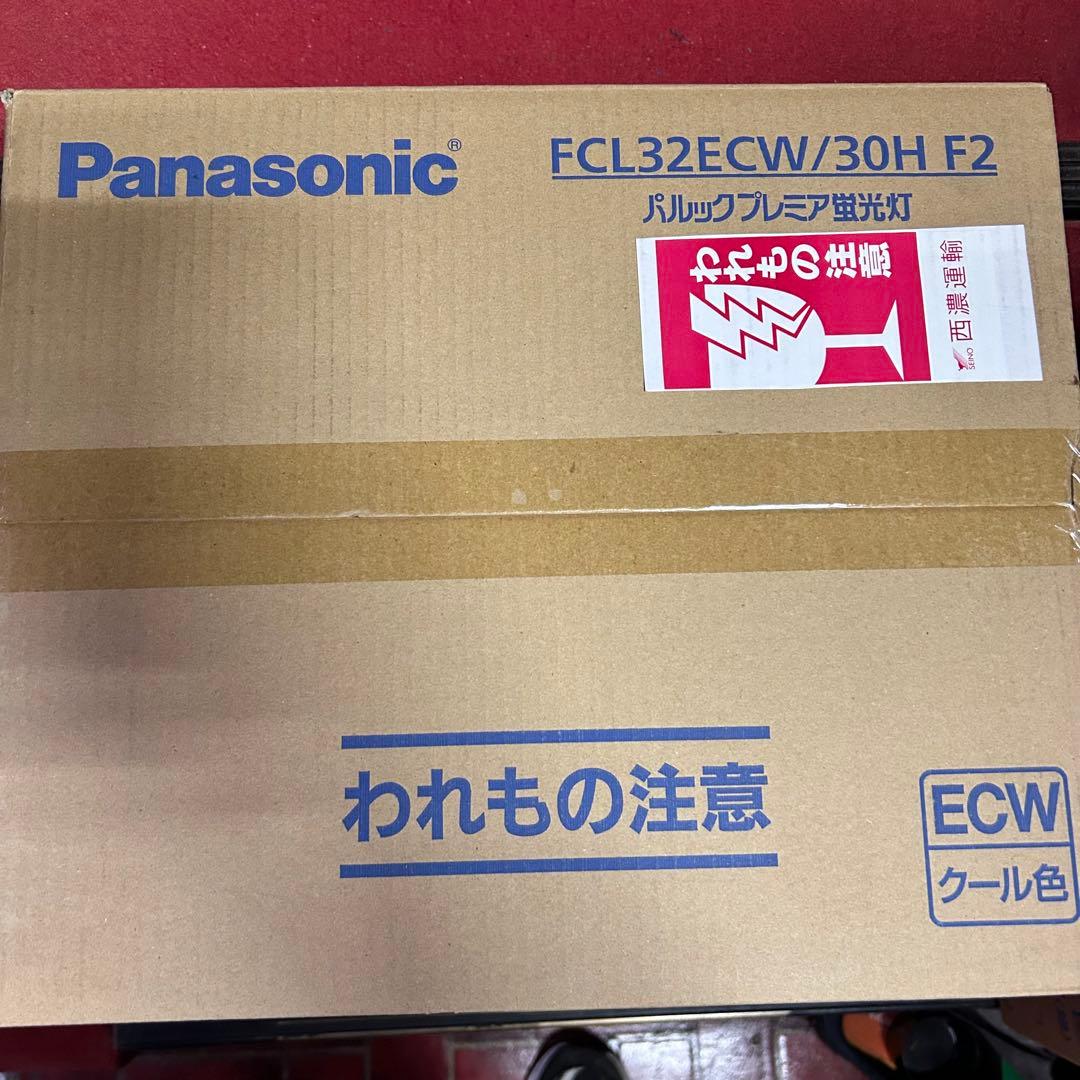 Panasonic®
FCL32ECW/30H F2
パルックプレミア蛍光灯
われもの注意
西濃運輸
SEINO
われもの注意
ECW
クール色